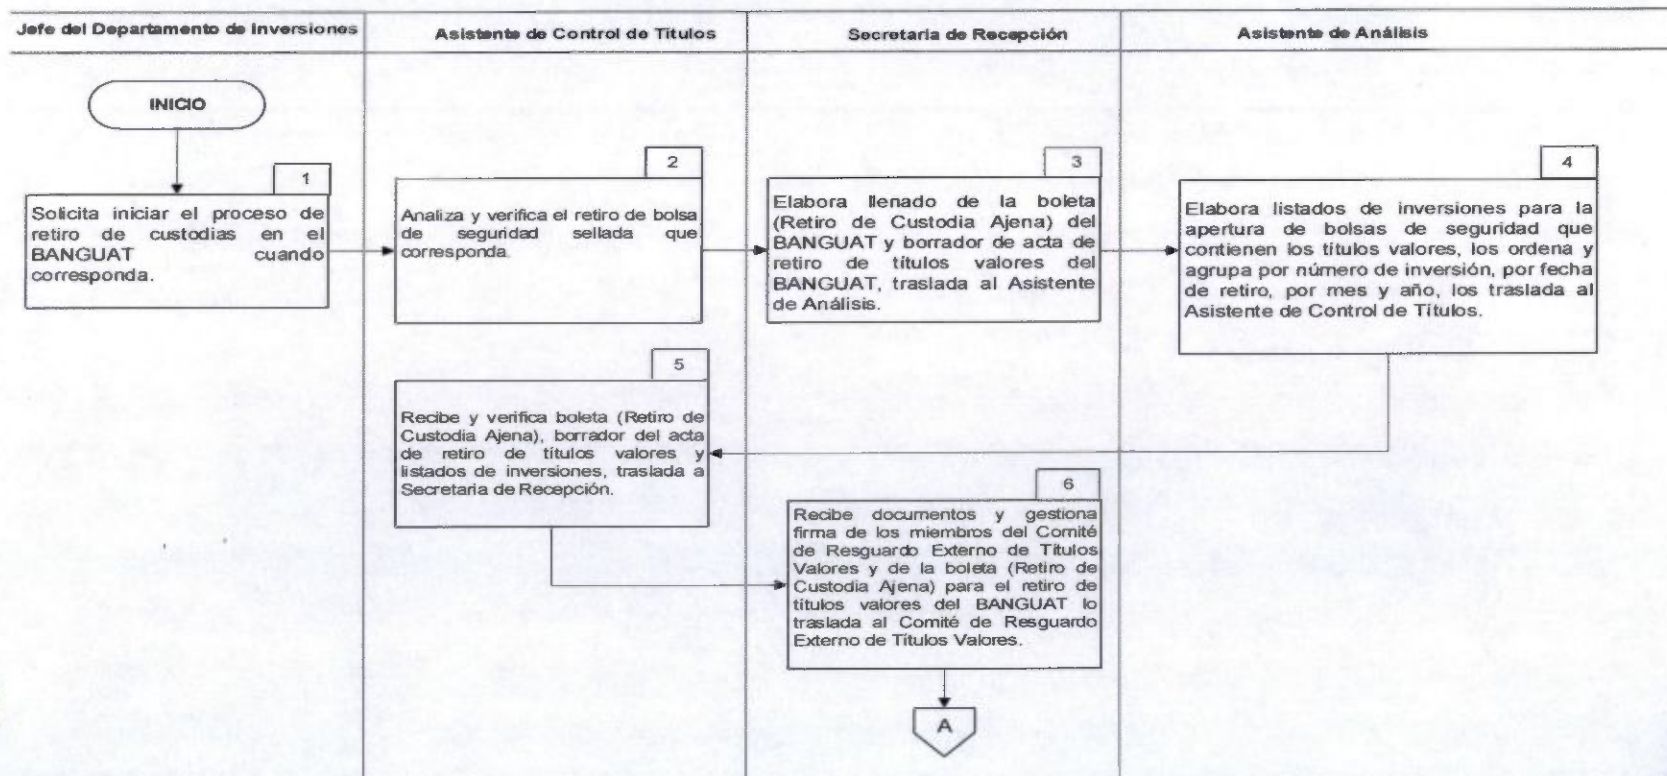 Jefe del Departamento de Inversiones
Asistente de Control de Títulos
Secretaria de Recepción
Asistente de Análisis
INICIO
1
Solicita iniciar el proceso de
retiro de custodias en el
BANGUAT cuando
corresponda.
2
Analiza y verifica el retiro de bolsa
de seguridad sellada que
corresponda.
3
Elabora llenado de la boleta
(Retiro de Custodia Ajena) del
BANGUAT y borrador de acta de
retiro de títulos valores del
BANGUAT, traslada al Asistente
de Análisis.
4
Elabora listados de inversiones para la
apertura de bolsas de seguridad que
contienen los títulos valores, los ordena y
agrupa por número de inversión, por fecha
de retiro, por mes y año, los traslada al
Asistente de Control de Títulos.
5
Recibe y verifica boleta (Retiro de
Custodia Ajena), borrador del acta
de retiro de títulos valores y
listados de inversiones, traslada a
Secretaria de Recepción.
6
Recibe documentos y gestiona
firma de los miembros del Comité
de Resguardo Externo de Títulos
Valores y de la boleta (Retiro de
Custodia Ajena) para el retiro de
títulos valores del BANGUAT lo
traslada al Comité de Resguardo
Externo de Títulos Valores.
A